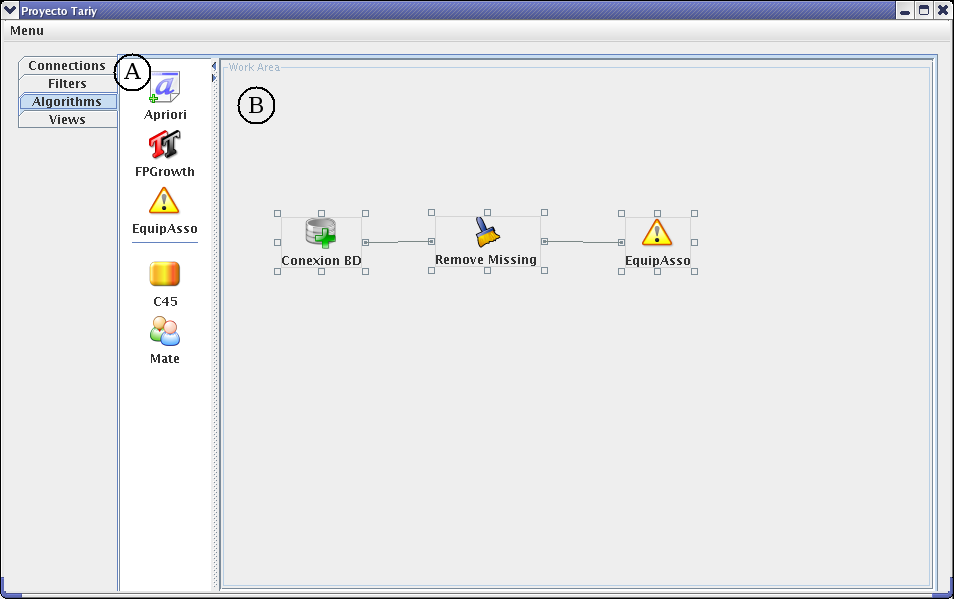 Proyecto Tariy
Menu
Connections
Filters
Algorithms
Views
A
Apriori
FPGrowth
EquipAsso
C45
Mate
Work Area
B
Conexion BD
Remove Missing
EquipAsso